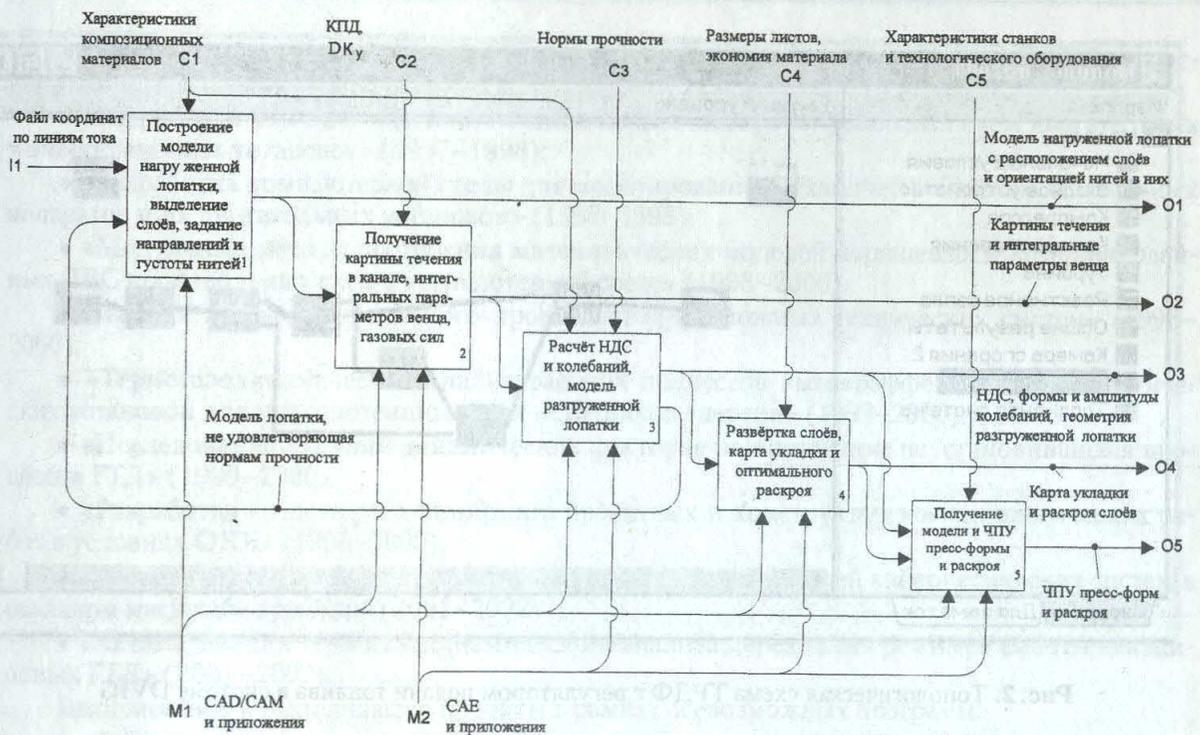 Характеристики
композиционных
материалов C1
КПД
DKу
C2
Нормы прочности
C3
Размеры листов,
экономия материала
C4
Характеристики станков
и технологического оборудования
C5
Файл координат
по линиям тока
I1
Построение
модели
нагруженной
лопатки,
выделение
слоёв, задание
направлений и
густоты нитей 1
Модель нагруженной лопатки
с расположением слоёв
и ориентацией нитей в них
O1
Получение
картины течения
в канале, интег-
ральных пара-
метров венца,
газовых сил
2
Картины течения
и интегральные
параметры венца
O2
Расчёт НДС
и колебаний,
модель
разгруженной
лопатки
3
O3
НДС, формы и амплитуды
колебаний, геометрия
разгруженной лопатки
Модель лопатки,
не удовлетворяющая
нормам прочности
Развёртка слоёв,
карта укладки и
оптимального
раскроя
4
O4
Карта укладки
и раскроя слоёв
Получение
модели и ЧПУ
пресс-формы
и раскроя
5
O5
ЧПУ пресс-форм
и раскроя
M1
CAD/CAM
и приложения
M2
CAE
и приложения